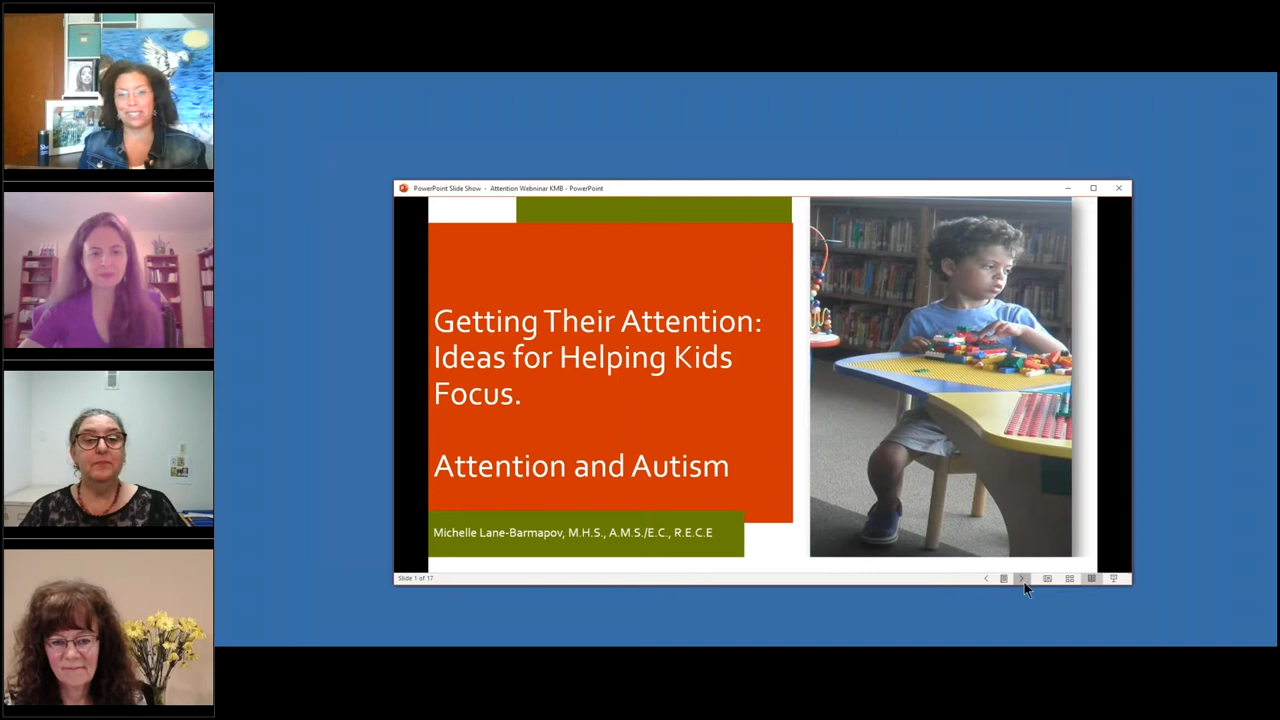 PowerPoint Slide Show - Attention Webninar KMB - PowerPoint
Getting Their Attention:
Ideas for Helping Kids
Focus.
Attention and Autism
Michelle Lane-Barmapov, M.H.S., A.M.S./E.C., R.E.C.E
Slide 1 of 17